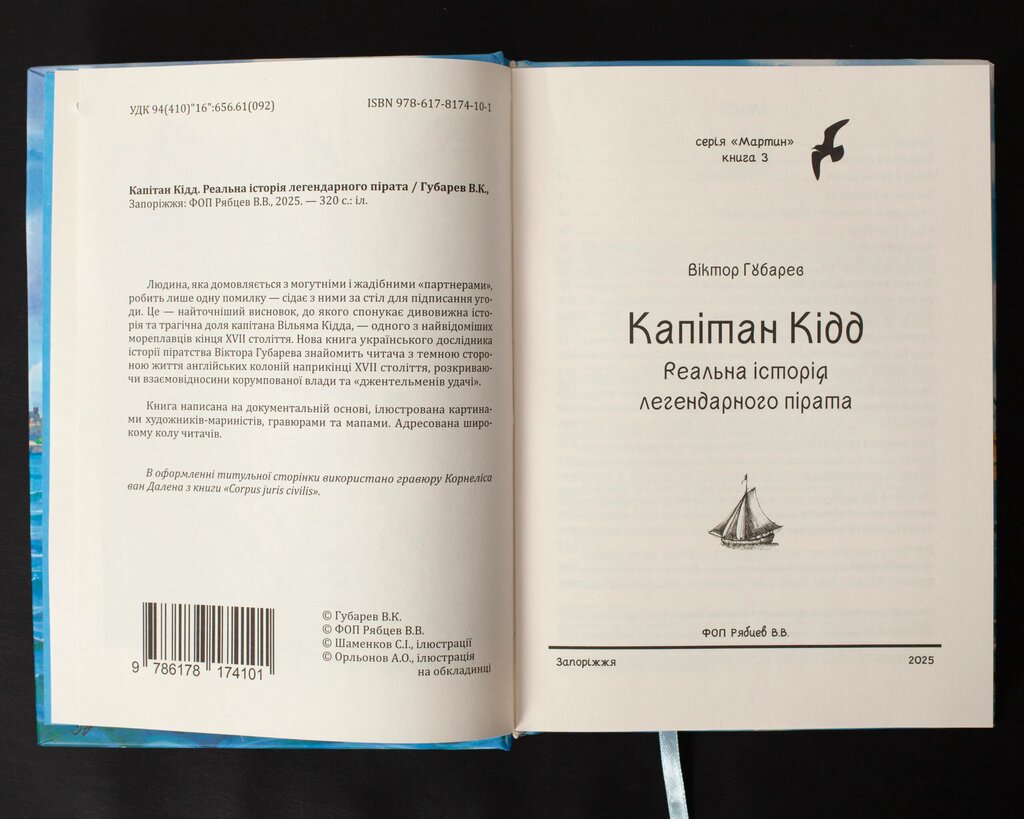 УДК 94(410)"16":656.61(092)
ISBN 978-617-8174-10-1
Капітан Кідд. Реальна історія легендарного пірата / Губарев В.К.,
Запоріжжя: ФОП Рябцев В.В., 2025. — 320 с.: іл.
Людина, яка домовляється з могутніми і жадібними «партнерами»,
робить лише одну помилку — сідає з ними за стіл для підписання уго-
ди. Це — найточніший висновок, до якого спонукає дивовижна істо-
рія та трагічна доля капітана Вільяма Кідда, — одного з найвідоміших
мореплавців кінця XVII століття. Нова книга українського дослідника
історії піратства Віктора Губарева знайомить читача з темною сторо-
ною життя англійських колоній наприкінці XVII століття, розкриваю-
чи взаємовідносини корумпованої влади та «джентельменів удачі».
Книга написана на документальній основі, ілюстрована картина-
ми художників-мариністів, гравюрами та мапами. Адресована широ-
кому колу читачів.
В оформленні титульної сторінки використано гравюру Корнеліса
ван Далена з книги «Corpus juris civilis».
9 786178 174101
© Губарев В.К.
© ФОП Рябцев В.В.
© Шаменков С.І., ілюстрації
© Орльонов А.О., ілюстрація
на обкладинці
серія «Мартин»
книга 3
Віктор Губарев
Капітан Кідд
Реальна історія
легендарного пірата
ФОП Рябцев В.В.
Запоріжжя
2025